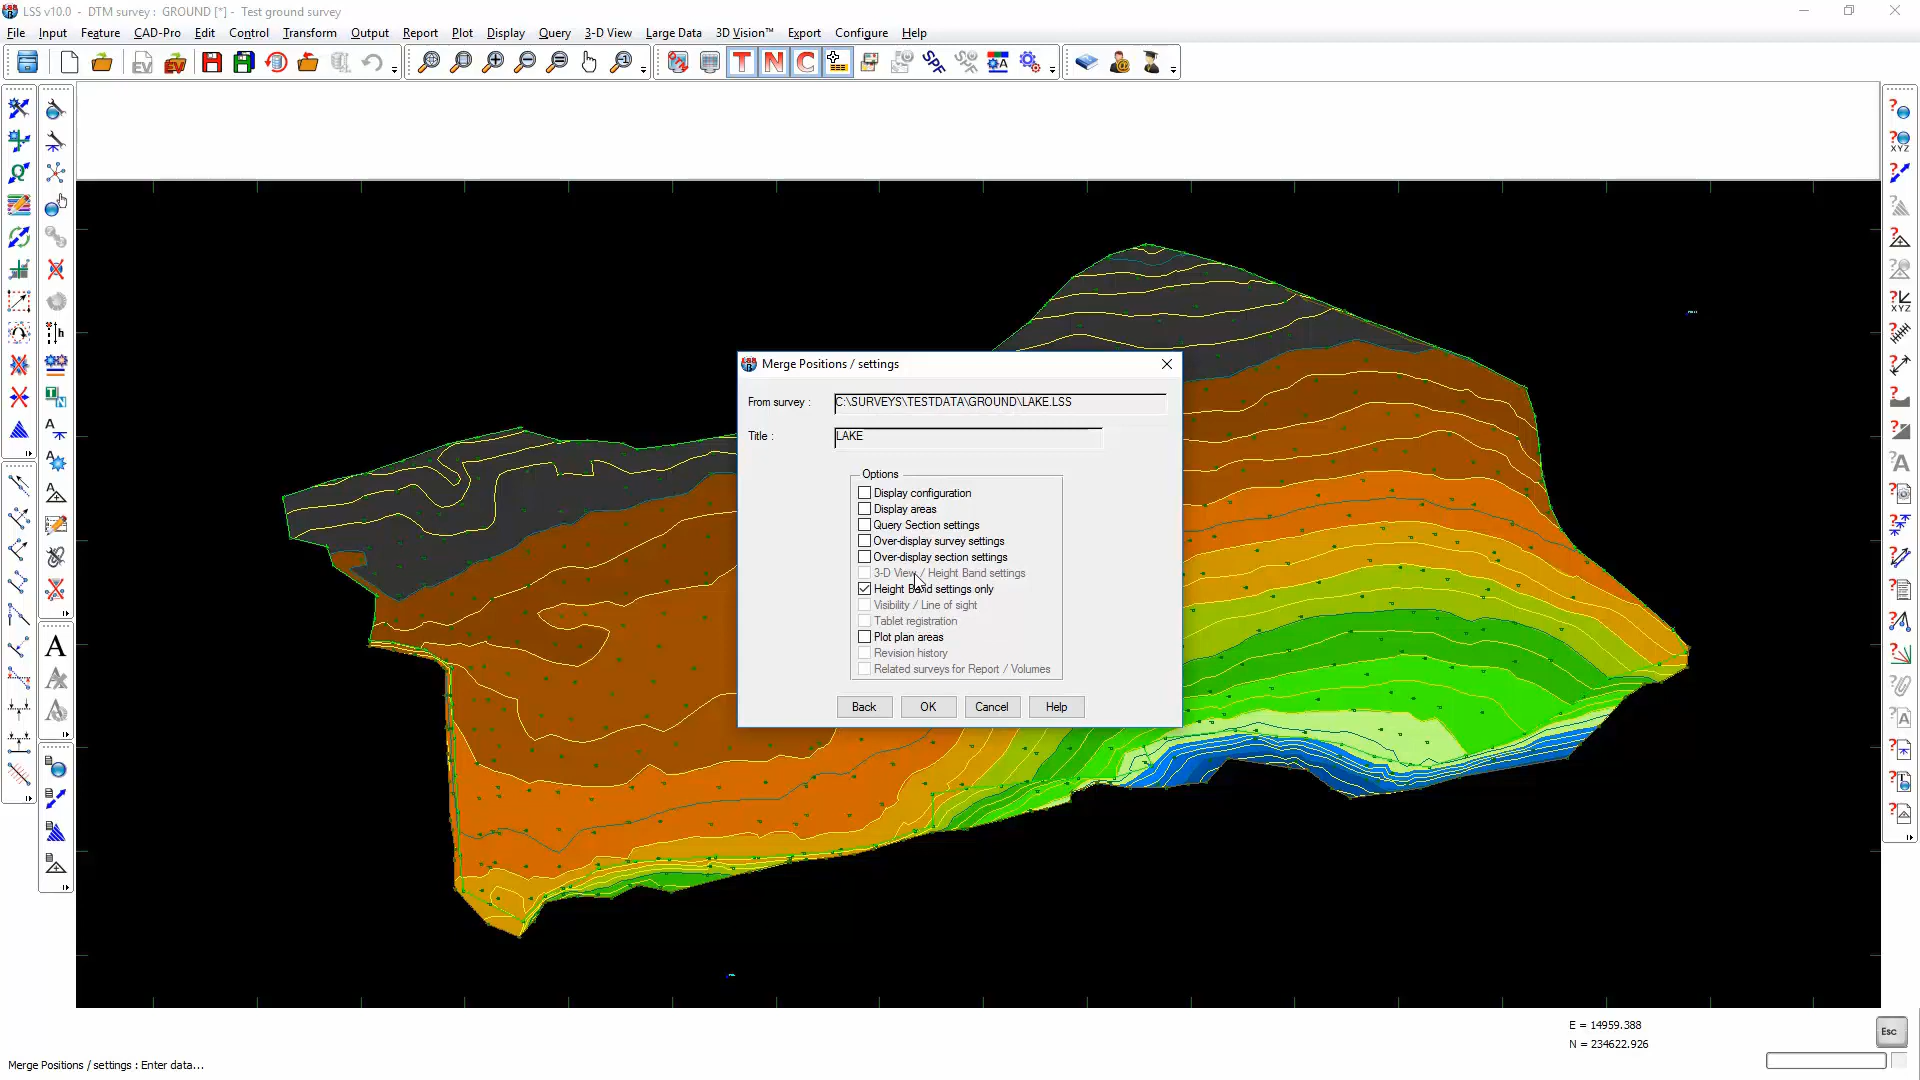 LSS v10.0 - DTM survey : GROUND [*] - Test ground survey
File Input Feature CAD-Pro Edit Control Transform Output Report Plot Display Query 3-D View Large Data 3D Vision™ Export Configure Help
Merge Positions / settings
From survey : C:\SURVEYS\TESTDATA\GROUND\LAKE.LSS
Title : LAKE
Options
Display configuration
Display areas
Query Section settings
Over-display survey settings
Over-display section settings
3-D View / Height Band settings
Height Band settings only
Visibility / Line of sight
Tablet registration
Plot plan areas
Revision history
Related surveys for Report / Volumes
Back OK Cancel Help
E = 14959.388
N = 234622.926
Esc
Merge Positions / settings : Enter data...